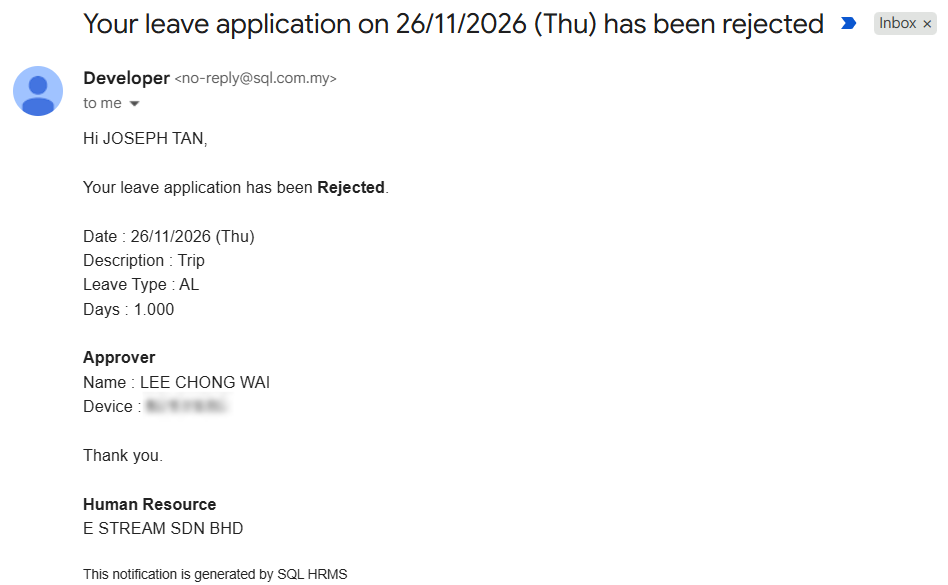 Your leave application on 26/11/2026 (Thu) has been rejected
Inbox ×
Developer <no-reply@sql.com.my>
to me
Hi JOSEPH TAN,
Your leave application has been Rejected.
Date : 26/11/2026 (Thu)
Description : Trip
Leave Type : AL
Days : 1.000
Approver
Name : LEE CHONG WAI
Device :
Thank you.
Human Resource
E STREAM SDN BHD
This notification is generated by SQL HRMS